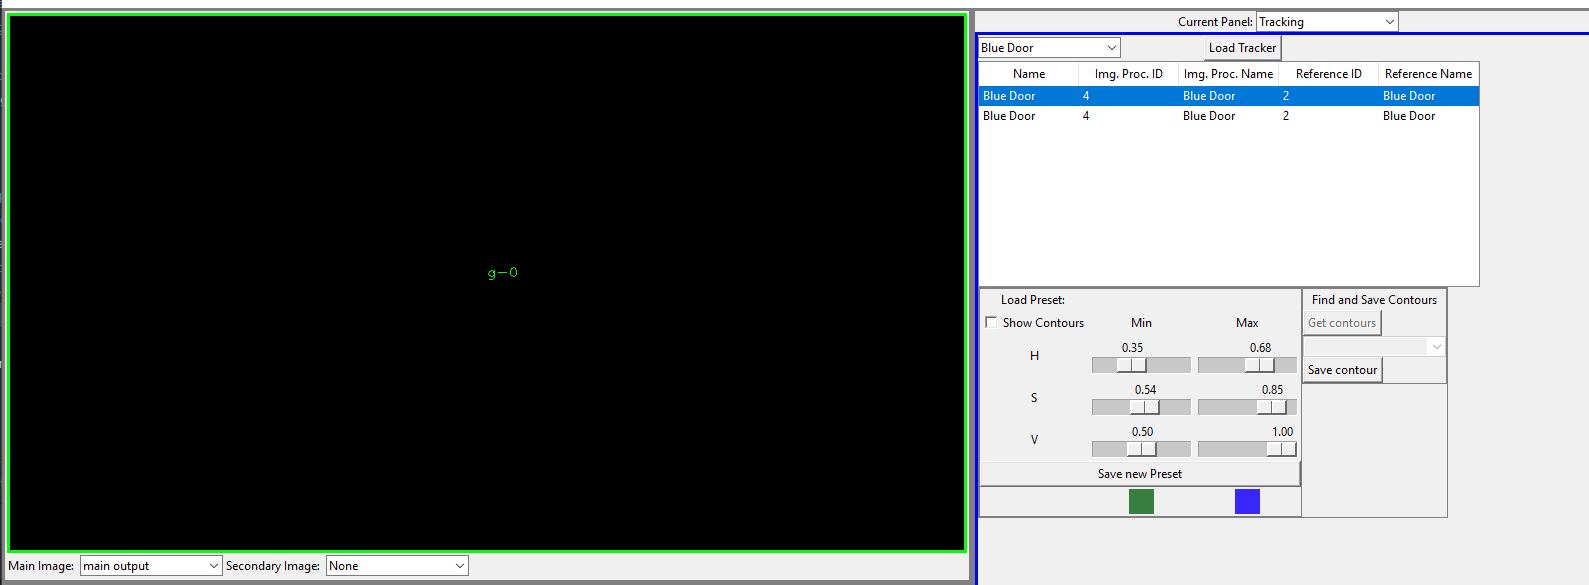 Current Panel: Tracking
Blue Door Load Tracker
Name Img. Proc. ID Img. Proc. Name Reference ID Reference Name
Blue Door 4 Blue Door 2 Blue Door
Blue Door 4 Blue Door 2 Blue Door
g-0
Load Preset: Find and Save Contours
Show Contours Min Max Get contours
H 0.35 0.68
Save contour
S 0.54 0.85
V 0.50 1.00
Save new Preset
Main Image: main output Secondary Image: None